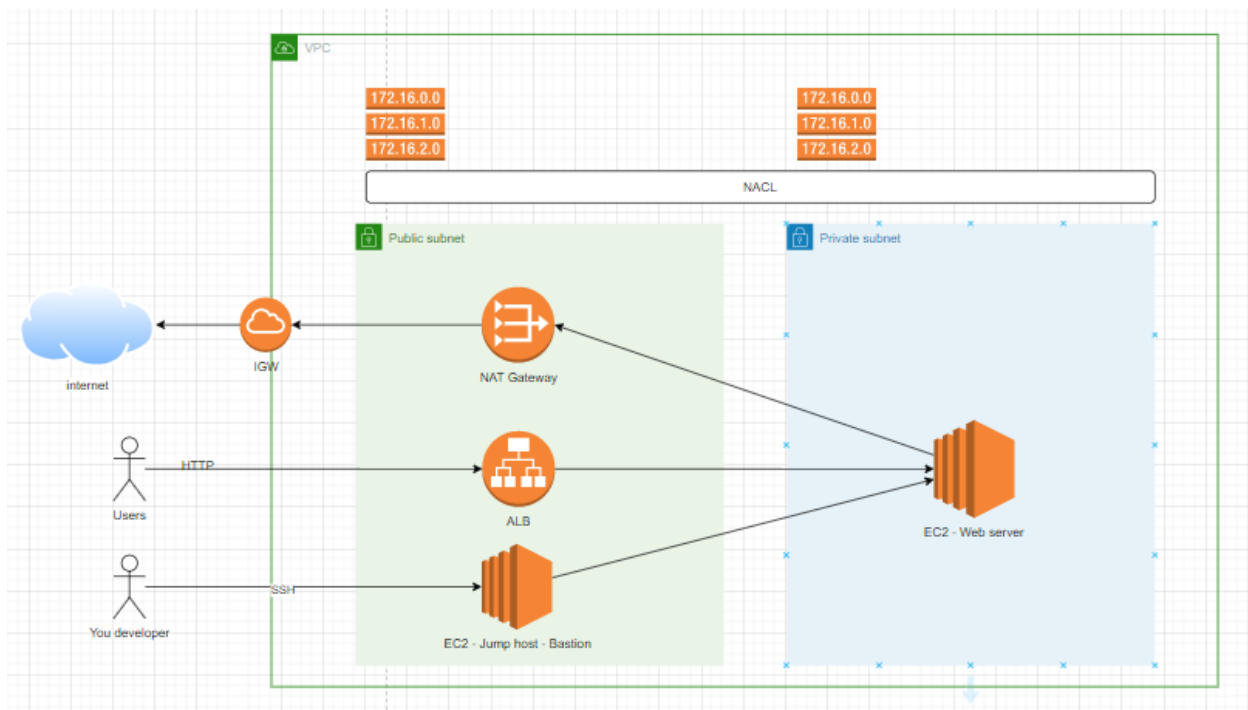 VPC
172.16.0.0
172.16.1.0
172.16.2.0
172.16.0.0
172.16.1.0
172.16.2.0
NACL
Public subnet
Private subnet
internet
IGW
NAT Gateway
HTTP
Users
ALB
EC2 - Web server
SSH
You developer
EC2 - Jump host - Bastion